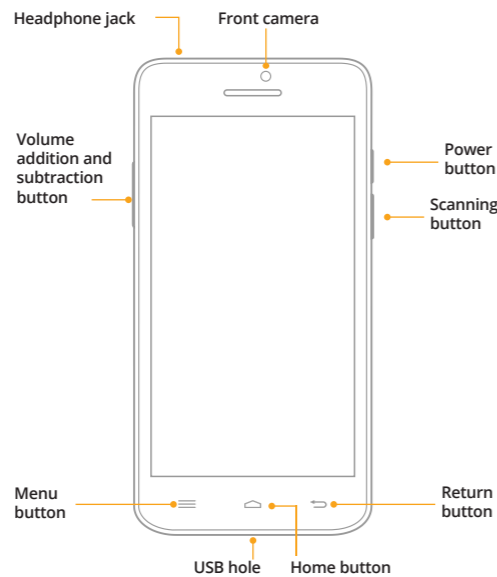 Headphone jack
Front camera
Volume
addition and
subtraction
button
Power
button
Scanning
button
Menu
button
Return
button
USB hole
Home button